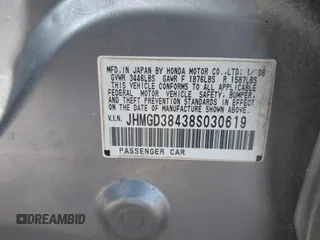 MFD. IN JAPAN BY HONDA MOTOR CO.,LTD: 1/08
GVWR 3446LBS GAWR F 1876LBS R 1587LBS
THIS VEHICLE CONFORMS TO ALL APPLICABLE
FEDERAL MOTOR VEHICLE SAFETY, BUMPER,
AND THEFT PREVENTION STANDARDS IN EFFECT
ON THE DATE OF MANUFACTURE SHOWN ABOVE.
V.I.N. JHMGD38438S030619
PASSENGER CAR
DREAMBID